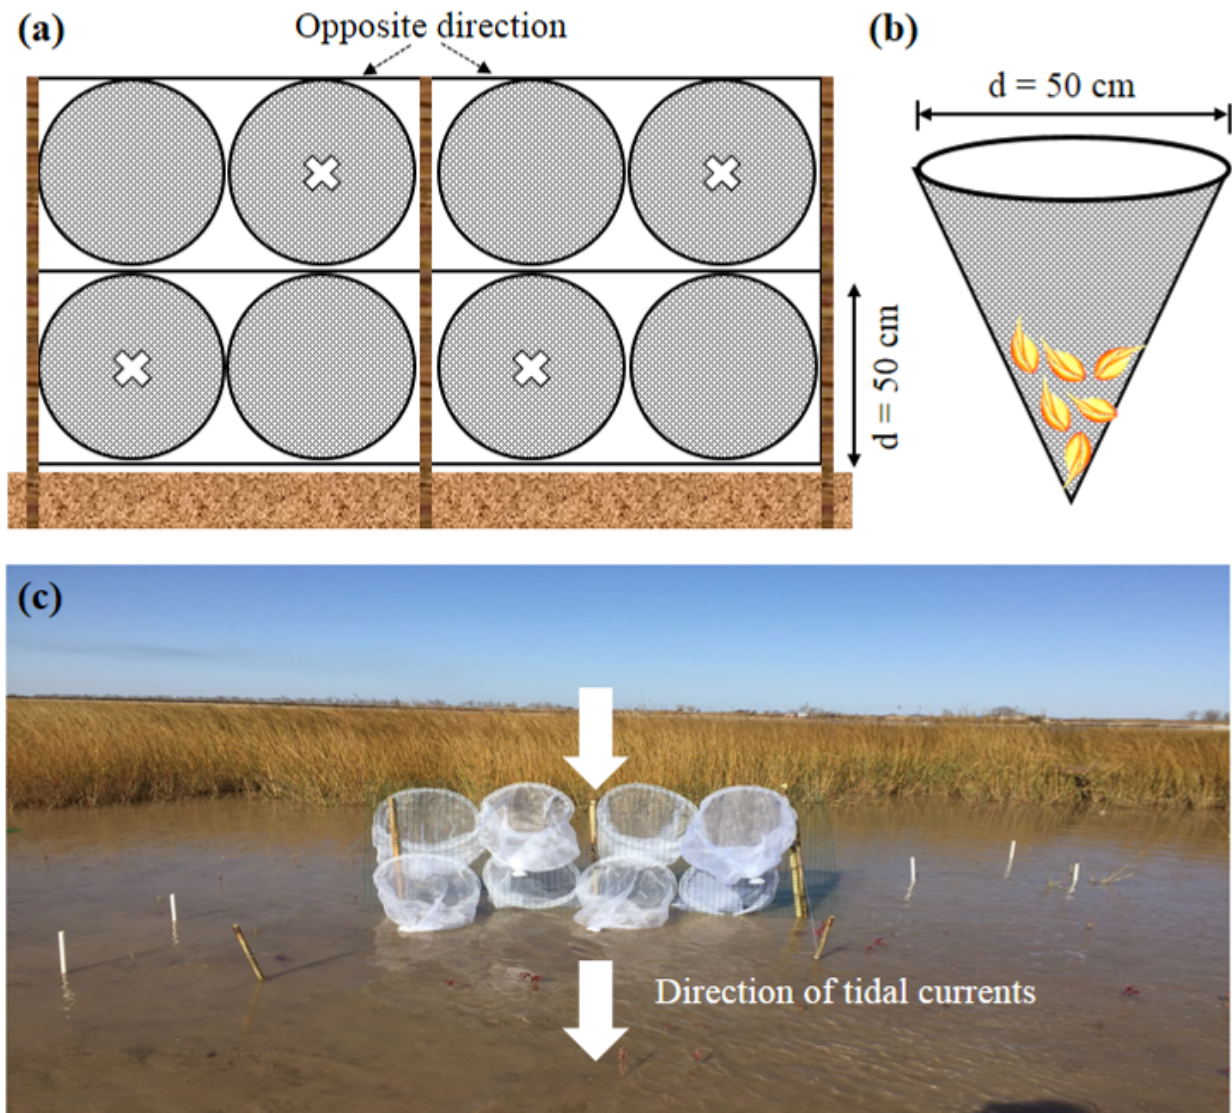 (a)
Opposite direction
(b)
d = 50 cm
d = 50 cm
(c)
Direction of tidal currents